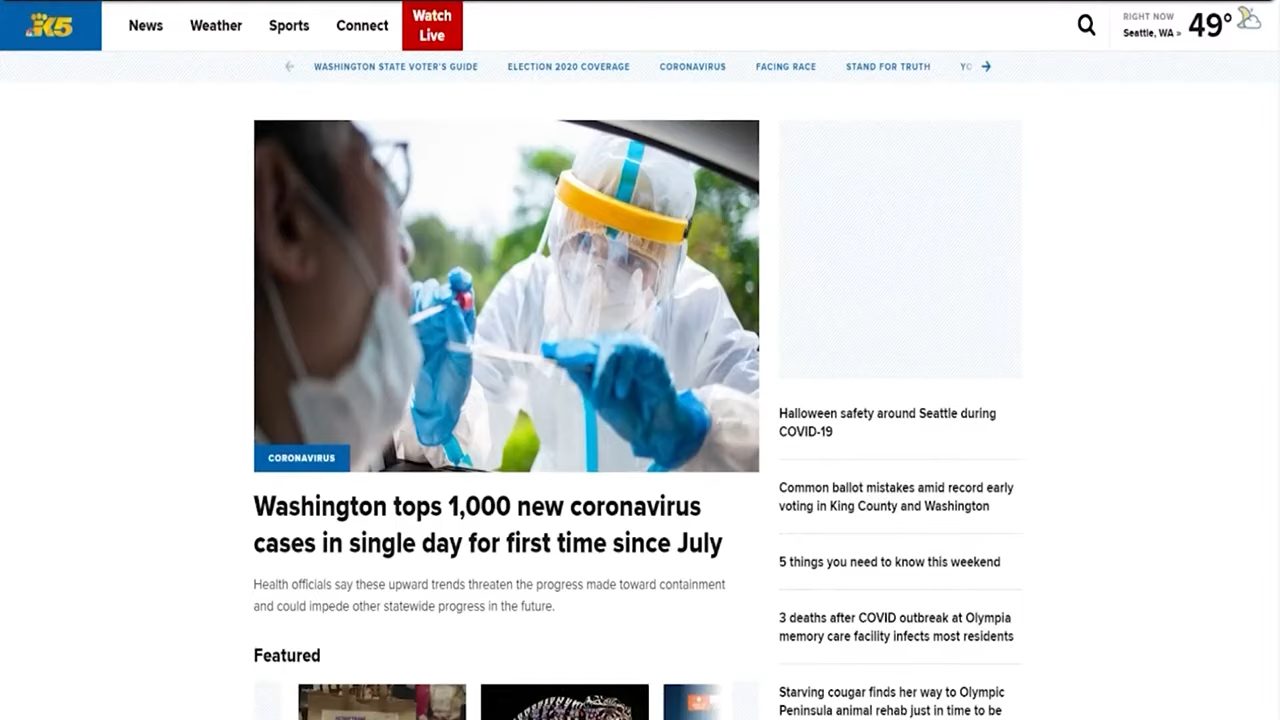 K5
News
Weather
Sports
Connect
Watch
Live
RIGHT NOW
Seattle, WA »
49°
WASHINGTON STATE VOTER'S GUIDE
ELECTION 2020 COVERAGE
CORONAVIRUS
FACING RACE
STAND FOR TRUTH
CORONAVIRUS
Washington tops 1,000 new coronavirus
cases in single day for first time since July
Health officials say these upward trends threaten the progress made toward containment
and could impede other statewide progress in the future.
Featured
Halloween safety around Seattle during
COVID-19
Common ballot mistakes amid record early
voting in King County and Washington
5 things you need to know this weekend
3 deaths after COVID outbreak at Olympia
memory care facility infects most residents
Starving cougar finds her way to Olympic
Peninsula animal rehab just in time to be